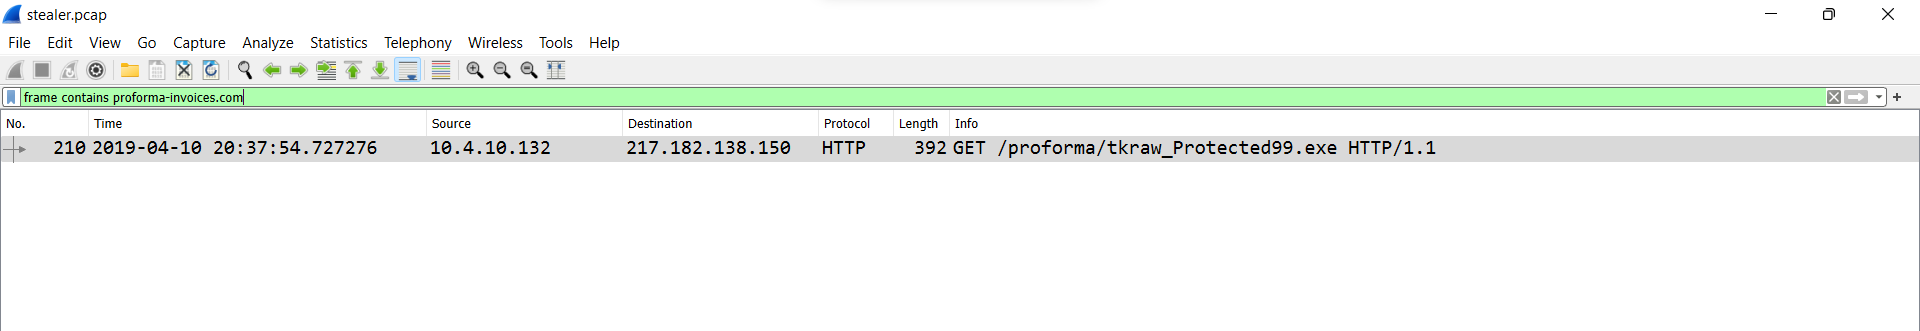 stealer.pcap
File Edit View Go Capture Analyze Statistics Telephony Wireless Tools Help
frame contains proforma-invoices.com
No. Time Source Destination Protocol Length Info
210 2019-04-10 20:37:54.727276 10.4.10.132 217.182.138.150 HTTP 392 GET /proforma/tkraw_Protected99.exe HTTP/1.1